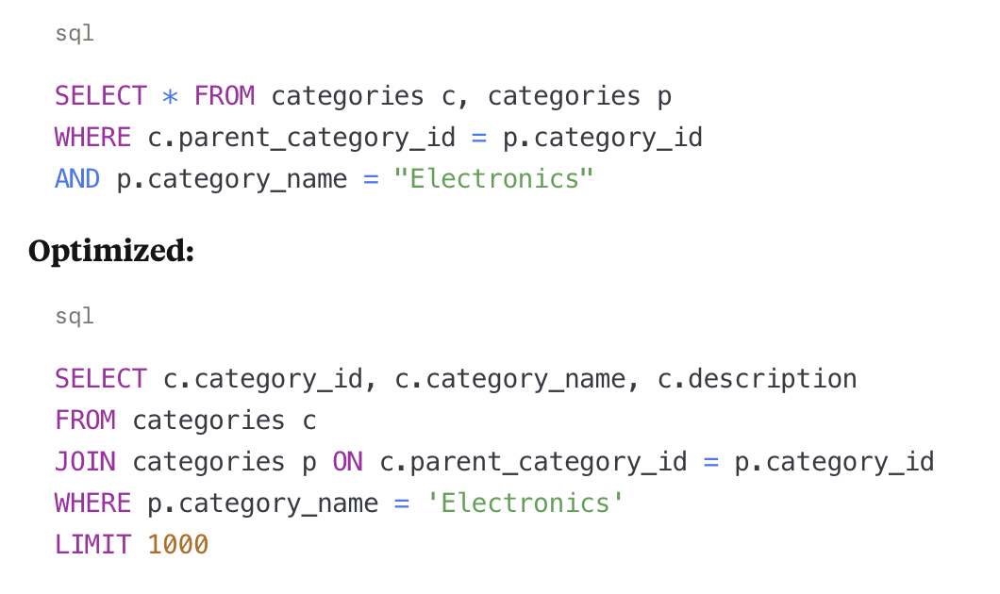 sql
SELECT * FROM categories c, categories p
WHERE c.parent_category_id = p.category_id
AND p.category_name = "Electronics"
Optimized:
sql
SELECT c.category_id, c.category_name, c.description
FROM categories c
JOIN categories p ON c.parent_category_id = p.category_id
WHERE p.category_name = 'Electronics'
LIMIT 1000